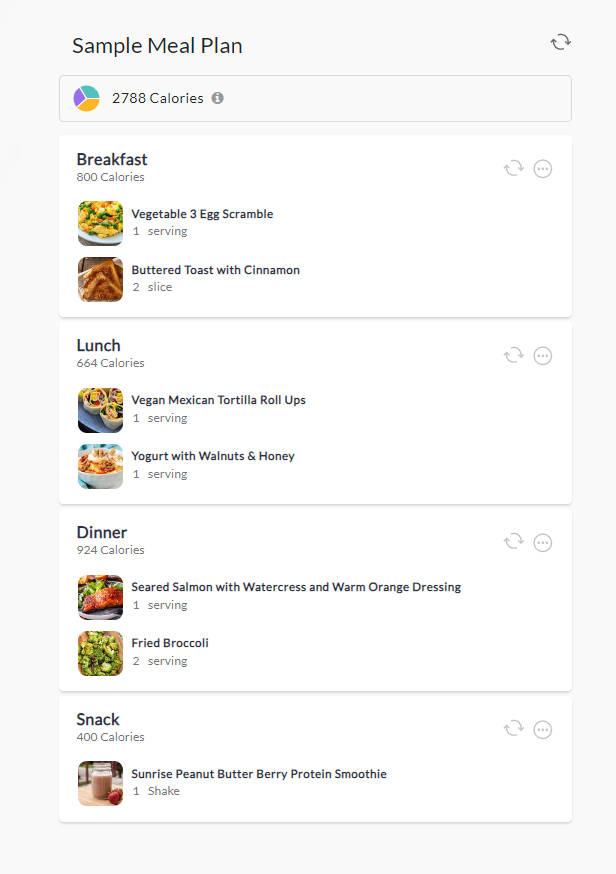 Sample Meal Plan
2788 Calories
Breakfast
800 Calories
Vegetable 3 Egg Scramble
1 serving
Buttered Toast with Cinnamon
2 slice
Lunch
664 Calories
Vegan Mexican Tortilla Roll Ups
1 serving
Yogurt with Walnuts & Honey
1 serving
Dinner
924 Calories
Seared Salmon with Watercress and Warm Orange Dressing
1 serving
Fried Broccoli
2 serving
Snack
400 Calories
Sunrise Peanut Butter Berry Protein Smoothie
1 Shake